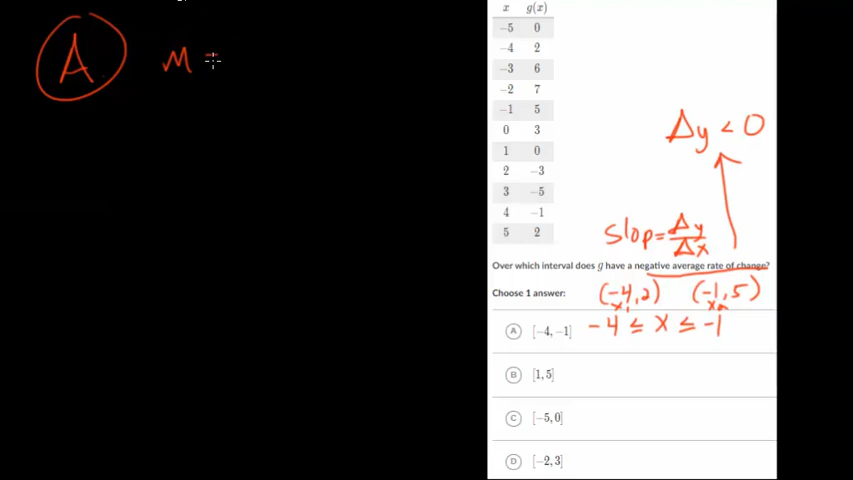 x g(x)
-5 0
-4 2
-3 6
-2 7
-1 5
0 3
1 0
2 -3
3 -5
4 -1
5 2
A M =
Δy < 0
Slop = Δy/Δx
Over which interval does g have a negative average rate of change?
Choose 1 answer:
(-4,2) (-1,5)
x₁ x₂
A [-4, -1] -4 ≤ x ≤ -1
B [1, 5]
C [-5, 0]
D [-2, 3]